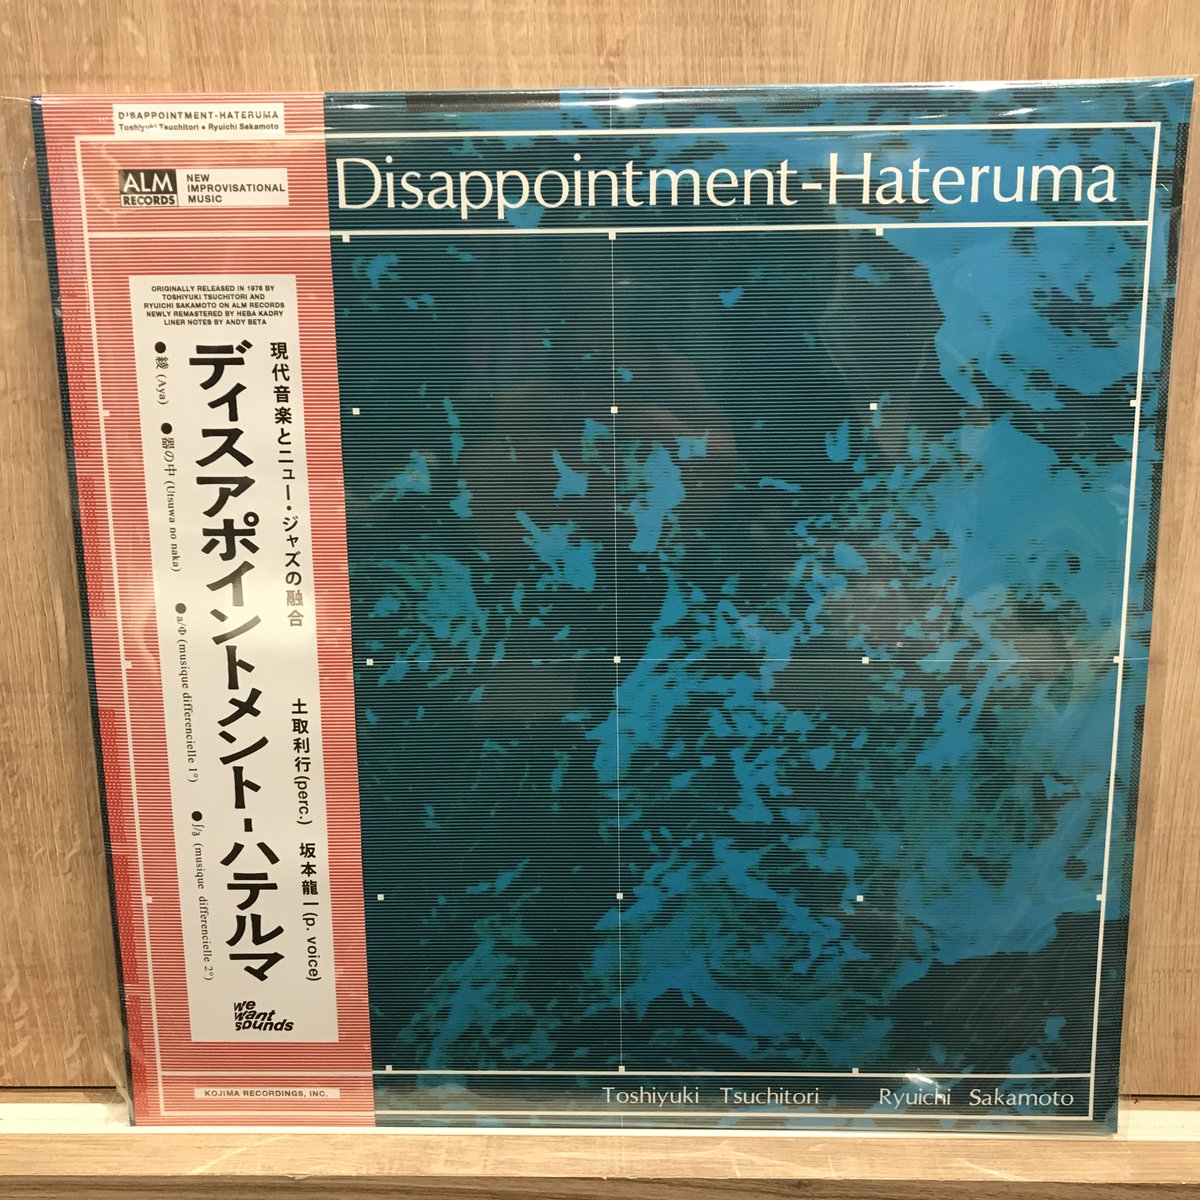 DISAPPOINTMENT-HATERUMA
Toshiyuki Tsuchitori ● Ryuichi Sakamoto
ALM
RECORDS
NEW
IMPROVISATIONAL
MUSIC
Disappointment-Hateruma
ORIGINALLY RELEASED IN 1976 BY
TOSHIYUKI TSUCHITORI AND
RYUICHI SAKAMOTO ON ALM RECORDS
NEWLY REMASTERED BY HEBA KADRY
LINER NOTES BY ANDY BETA
現代音楽とニュー・ジャズの融合
土取利行(perc.) 坂本龍一(p. voice)
ディスアポイントメント-ハテルマ
●綾 (Aya)
●器の中 (Utsuwa no naka)
●a/Φ (musique differencielle 1°)
●∫/ʒ (musique differencielle 2°)
we
want
sounds
KOJIMA RECORDINGS, INC.
Toshiyuki Tsuchitori
Ryuichi Sakamoto